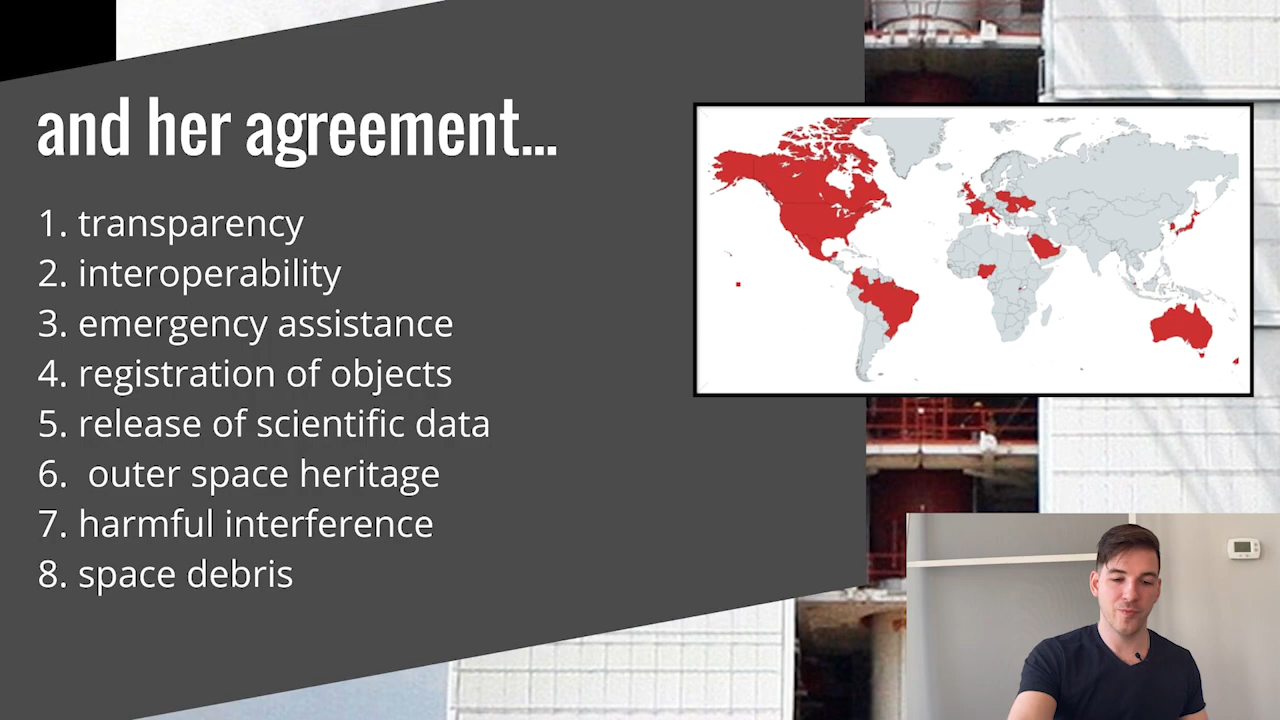 and her agreement...
1. transparency
2. interoperability
3. emergency assistance
4. registration of objects
5. release of scientific data
6. outer space heritage
7. harmful interference
8. space debris